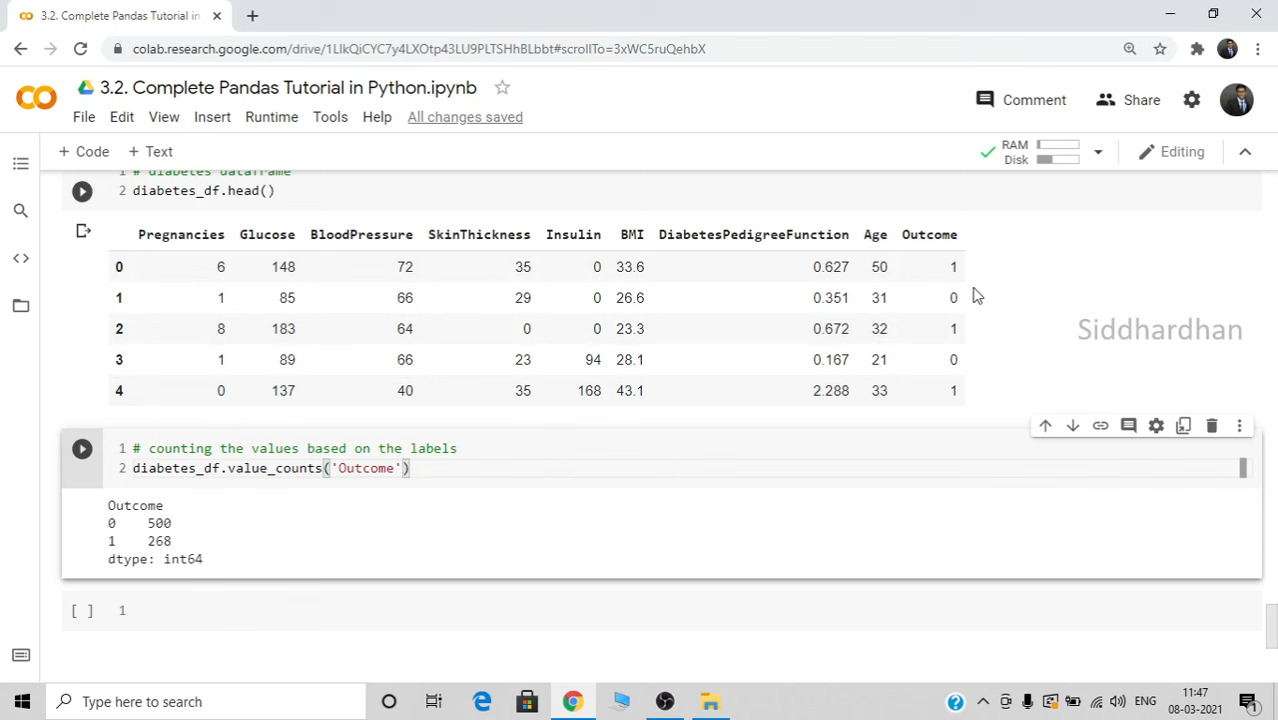 3.2. Complete Pandas Tutorial in
colab.research.google.com/drive/1LIkQiCYC7y4LXOtp43LU9PLTSHhBLbbt#scrollTo=3xWC5ruQehbX
3.2. Complete Pandas Tutorial in Python.ipynb
Comment
Share
File Edit View Insert Runtime Tools Help All changes saved
+ Code + Text
RAM
Disk
Editing
1 # diabetes dataframe
2 diabetes_df.head()
Pregnancies Glucose BloodPressure SkinThickness Insulin BMI DiabetesPedigreeFunction Age Outcome
0 6 148 72 35 0 33.6 0.627 50 1
1 1 85 66 29 0 26.6 0.351 31 0
2 8 183 64 0 0 23.3 0.672 32 1
3 1 89 66 23 94 28.1 0.167 21 0
4 0 137 40 35 168 43.1 2.288 33 1
Siddhardhan
1 # counting the values based on the labels
2 diabetes_df.value_counts('Outcome')
Outcome
0 500
1 268
dtype: int64
[ ] 1
Type here to search
ENG
11:47
08-03-2021